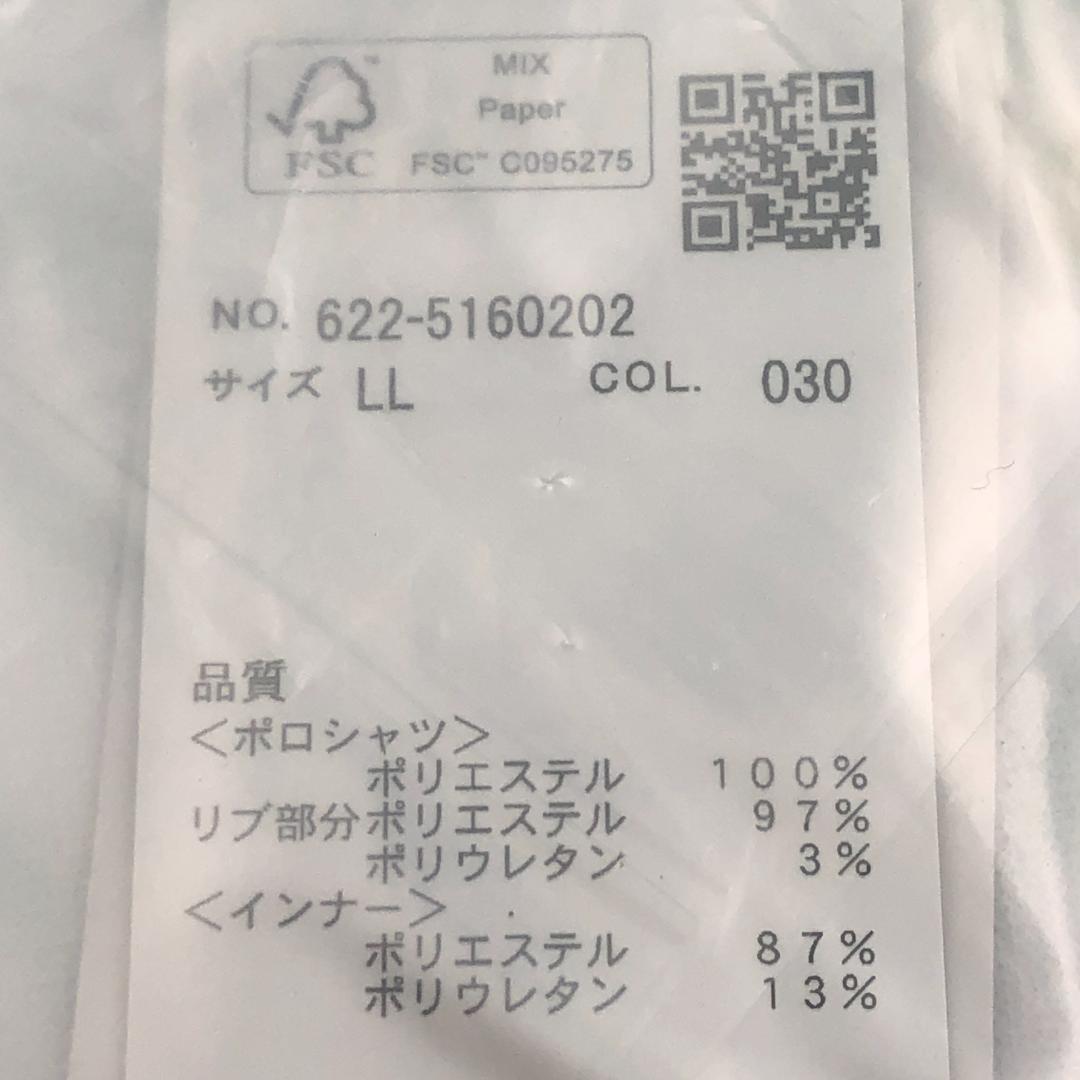 MIX
Paper
FSC FSC™ C095275
NO. 622-5160202
サイズ LL COL. 030
品質
<ポロシャツ>
ポリエステル 100%
リブ部分ポリエステル 97%
ポリウレタン 3%
<インナー>
ポリエステル 87%
ポリウレタン 13%